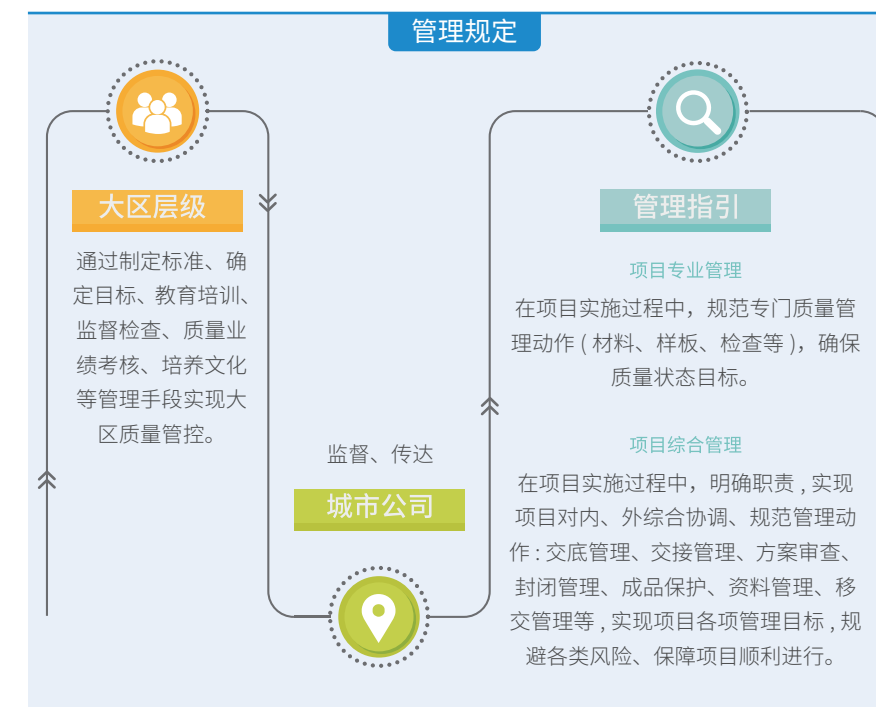 管理规定
大区层级
通过制定标准、确
定目标、教育培训、
监督检查、质量业
绩考核、培养文化
等管理手段实现大
区质量管控。
监督、传达
城市公司
管理指引
项目专业管理
在项目实施过程中，规范专门质量管
理动作 ( 材料、样板、检查等 )，确保
质量状态目标。
项目综合管理
在项目实施过程中，明确职责 , 实现
项目对内、外综合协调、规范管理动
作 : 交底管理、交接管理、方案审查、
封闭管理、成品保护、资料管理、移
交管理等 , 实现项目各项管理目标 , 规
避各类风险、保障项目顺利进行。